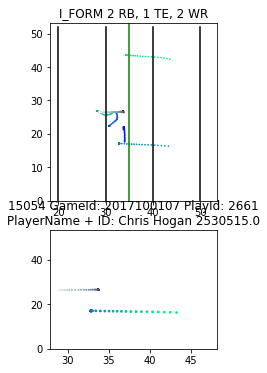 I_FORM 2 RB, 1 TE, 2 WR
50
40
30
20
10
0
20 30 40 50
15054 GameId: 2017100107 PlayId: 2661
PlayerName + ID: Chris Hogan 2530515.0
40
20
0
30 35 40 45